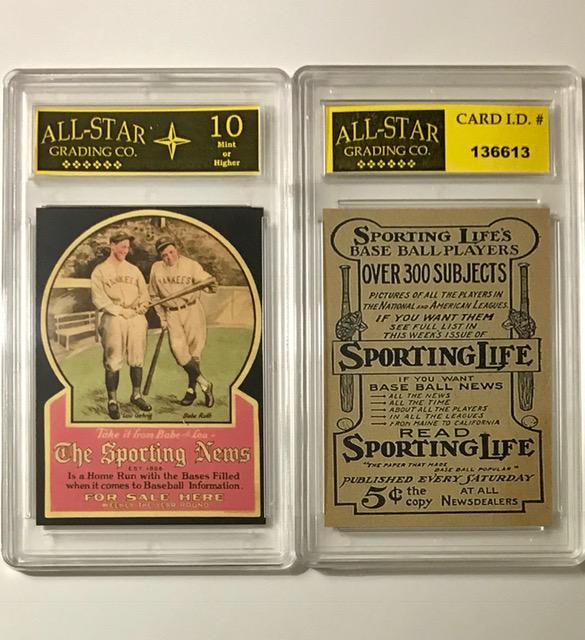 ALL-STAR
GRADING CO.
10
Mint
or
Higher
YANKEES
Lou Gehrig
Babe Ruth
"Take it from Babe and Lou -
The Sporting News
EST. 1886
Is a Home Run with the Bases Filled
when it comes to Baseball Information.
FOR SALE HERE
WEEKLY THE YEAR ROUND
ALL-STAR
GRADING CO.
CARD I.D. #
136613
SPORTING LIFE'S
BASE BALL PLAYERS
OVER 300 SUBJECTS
PICTURES OF ALL THE PLAYERS IN
THE NATIONAL AND AMERICAN LEAGUES.
IF YOU WANT THEM
SEE FULL LIST IN
THIS WEEK'S ISSUE OF
SPORTING LIFE
IF YOU WANT
BASE BALL NEWS
ALL THE NEWS
ALL THE TIME
ABOUT ALL THE PLAYERS
IN ALL THE LEAGUES
FROM MAINE TO CALIFORNIA
READ
SPORTING LIFE
"THE PAPER THAT MADE BASE BALL POPULAR"
PUBLISHED EVERY SATURDAY
5¢ the copy AT ALL NEWSDEALERS